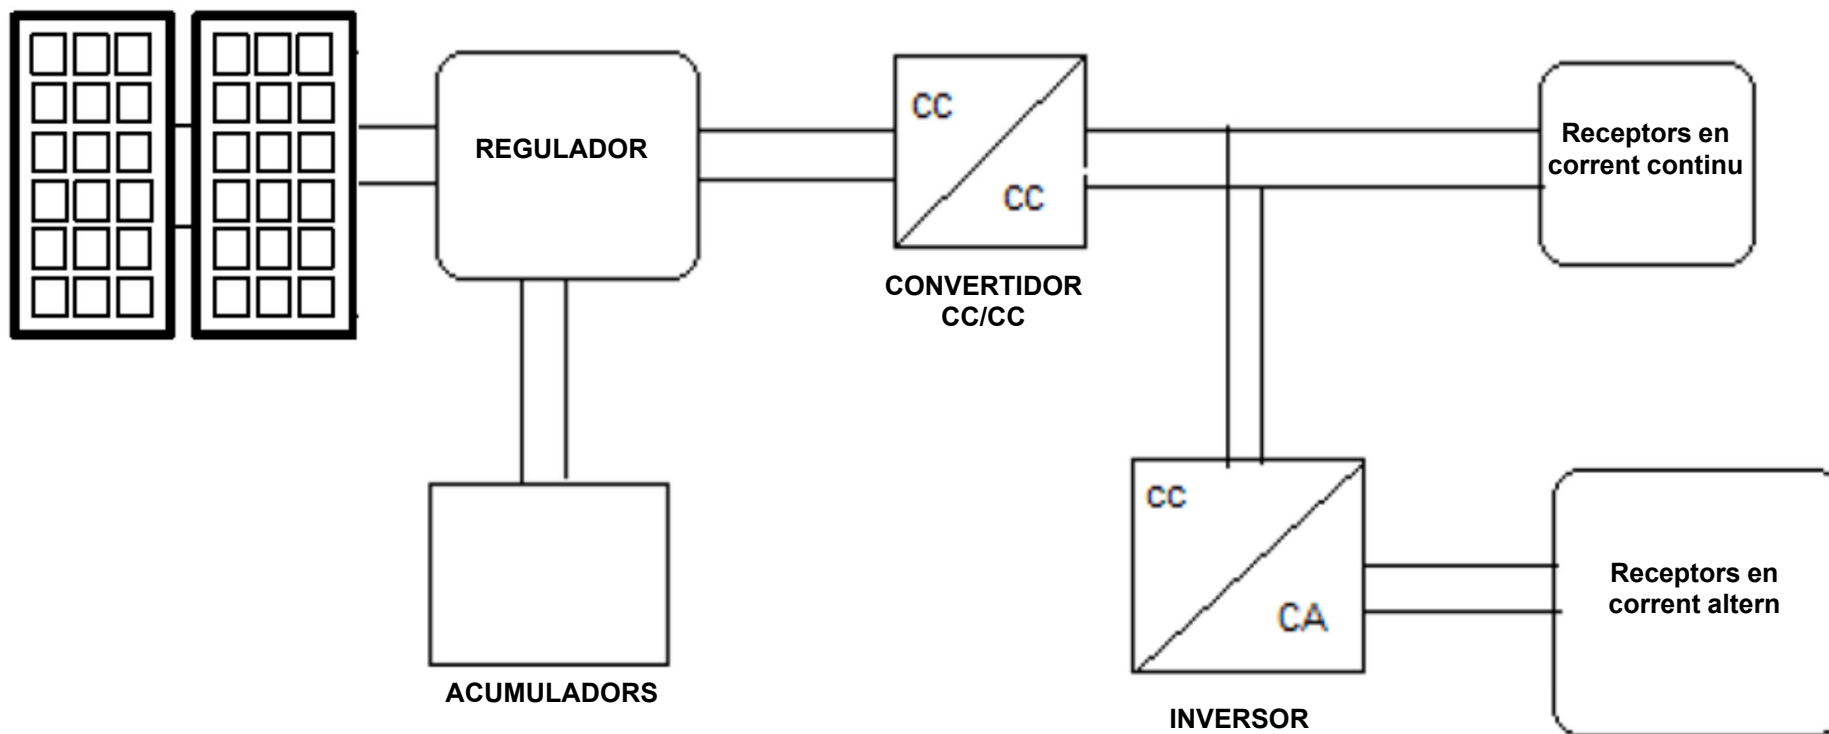 REGULADOR
CC
CC
CONVERTIDOR
CC/CC
Receptors en
corrent continu
ACUMULADORS
CC
CA
INVERSOR
Receptors en
corrent altern